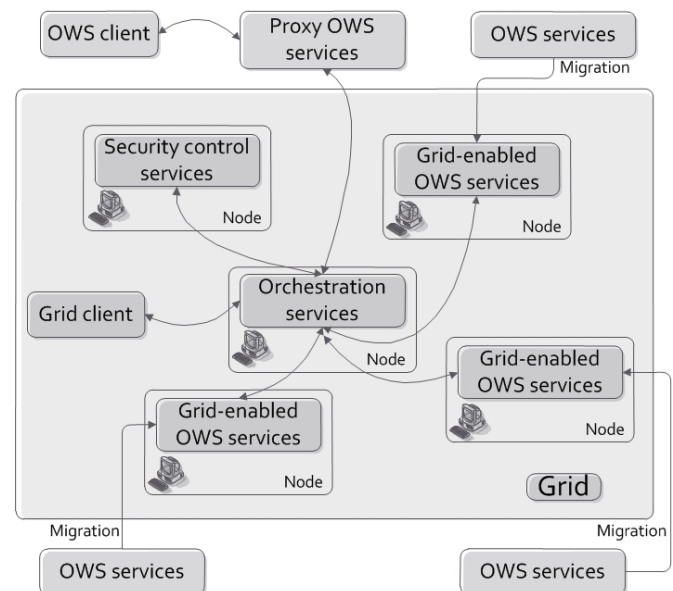 OWS client
Proxy OWS
services
OWS services
Migration
Security control
services
Node
Grid-enabled
OWS services
Node
Orchestration
services
Node
Grid client
Grid-enabled
OWS services
Node
Grid-enabled
OWS services
Node
Grid
Migration
Migration
OWS services
OWS services